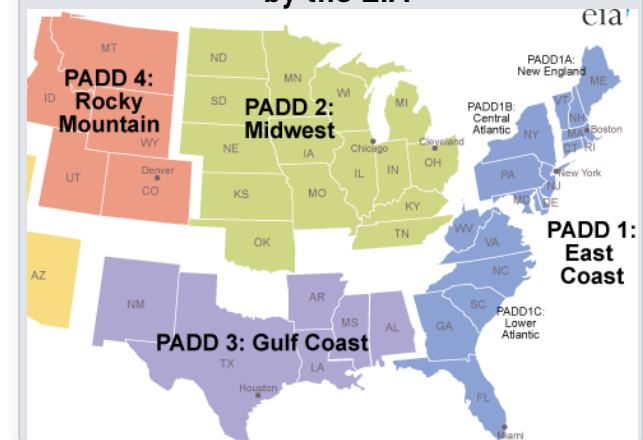 by the EIA
eia
PADD1A:
New England
PADD1B:
Central
Atlantic
PADD 4:
Rocky
Mountain
PADD 2:
Midwest
PADD 1:
East
Coast
PADD1C:
Lower
Atlantic
PADD 3: Gulf Coast
MT
ID
WY
UT
Denver
CO
AZ
ND
SD
NE
KS
OK
MN
IA
MO
WI
IL
Chicago
MI
IN
Cleveland
OH
KY
TN
NM
TX
Houston
AR
LA
MS
AL
ME
VT
NH
MA
Boston
CT
RI
NY
New York
PA
NJ
MD
DE
WV
VA
NC
SC
GA
FL
Miami